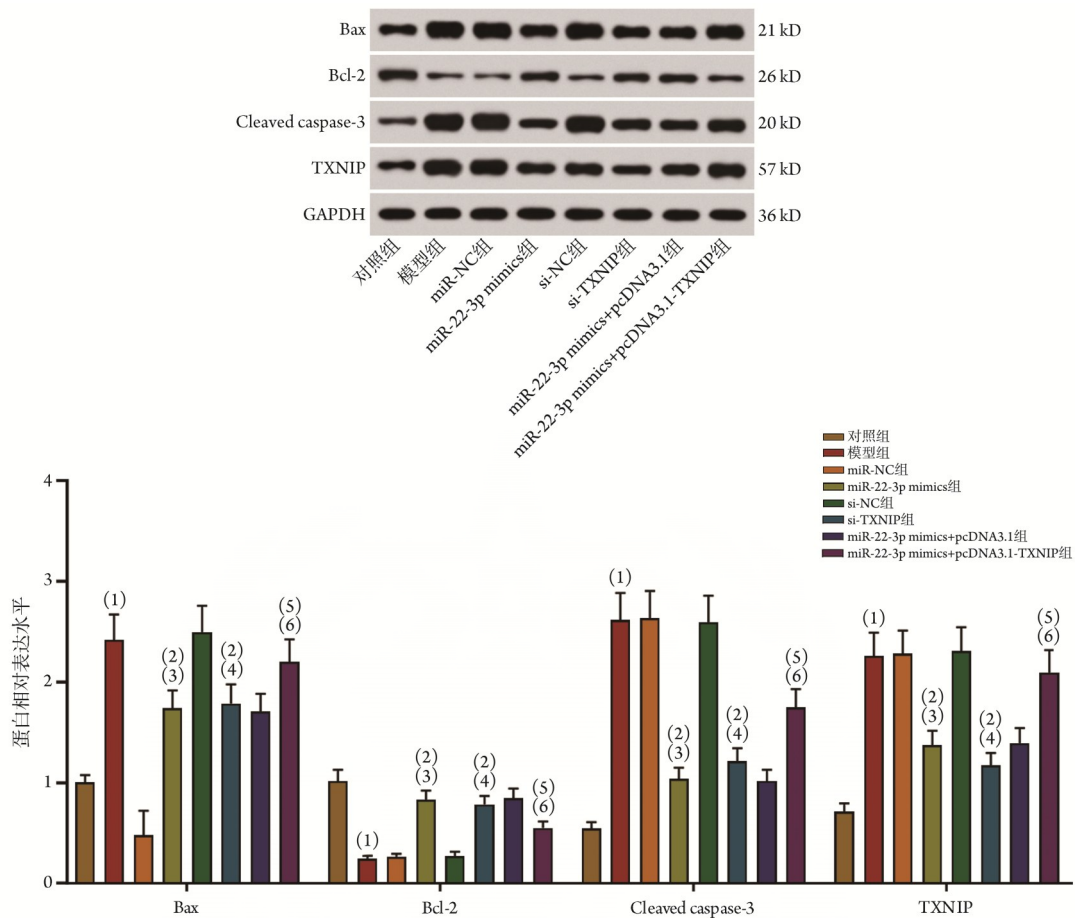 Bax 21 kD
Bcl-2 26 kD
Cleaved caspase-3 20 kD
TXNIP 57 kD
GAPDH 36 kD
对照组
模型组
miR-NC组
miR-22-3p mimics组
si-NC组
si-TXNIP组
miR-22-3p mimics+pcDNA3.1组
miR-22-3p mimics+pcDNA3.1-TXNIP组
对照组
模型组
miR-NC组
miR-22-3p mimics组
si-NC组
si-TXNIP组
miR-22-3p mimics+pcDNA3.1组
miR-22-3p mimics+pcDNA3.1-TXNIP组
蛋白相对表达水平
4
3
2
1
0
(1)
(2)
(3)
(2)
(4)
(5)
(6)
(1)
(2)
(3)
(2)
(4)
(5)
(6)
(1)
(2)
(3)
(2)
(4)
(5)
(6)
(1)
(2)
(3)
(2)
(4)
(5)
(6)
Bax
Bcl-2
Cleaved caspase-3
TXNIP